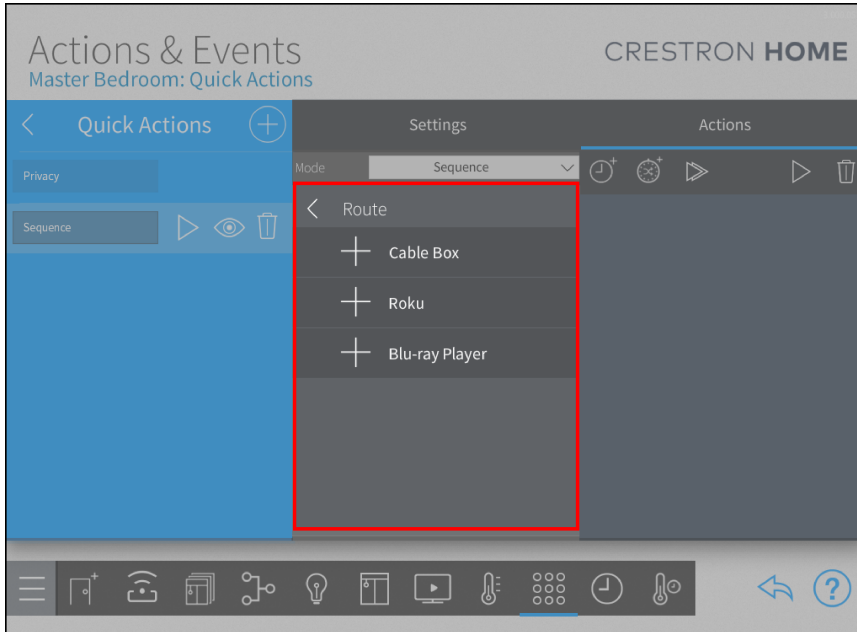 Actions & Events
CRESTRON HOME
Master Bedroom: Quick Actions
Quick Actions
Settings
Actions
Privacy
Mode
Sequence
Sequence
Route
Cable Box
Roku
Blu-ray Player
?